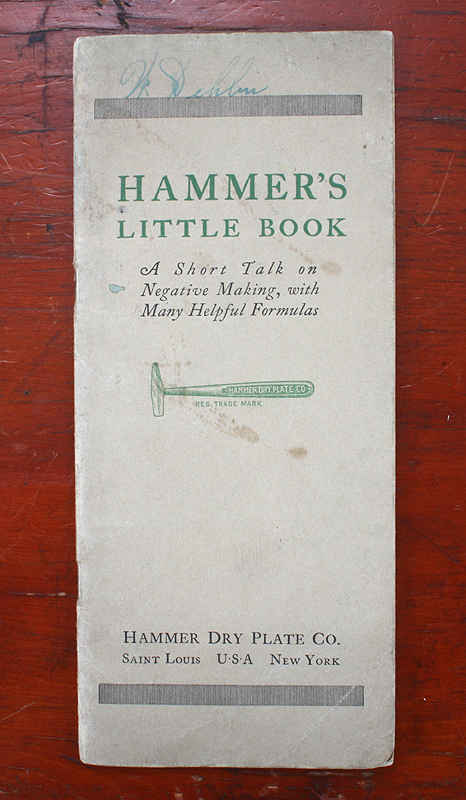 HAMMER'S
LITTLE BOOK
A Short Talk on
Negative Making, with
Many Helpful Formulas
HAMMER DRY PLATE CO
REG. TRADE MARK
HAMMER DRY PLATE CO.
SAINT LOUIS U·S·A NEW YORK